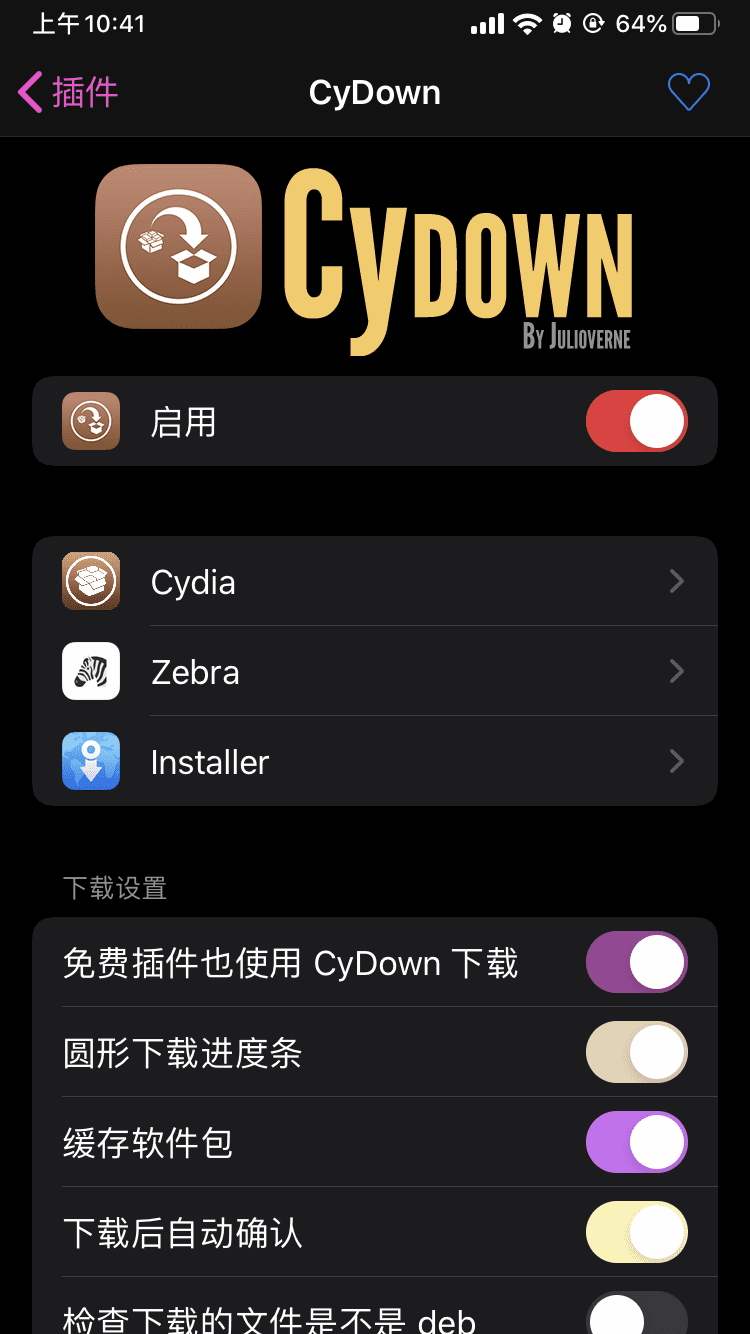 上午10:41
64%
插件
CyDown
CyDOWN
By Julioverne
启用
Cydia
Zebra
Installer
下载设置
免费插件也使用 CyDown 下载
圆形下载进度条
缓存软件包
下载后自动确认
检查下载的文件是不是 deb